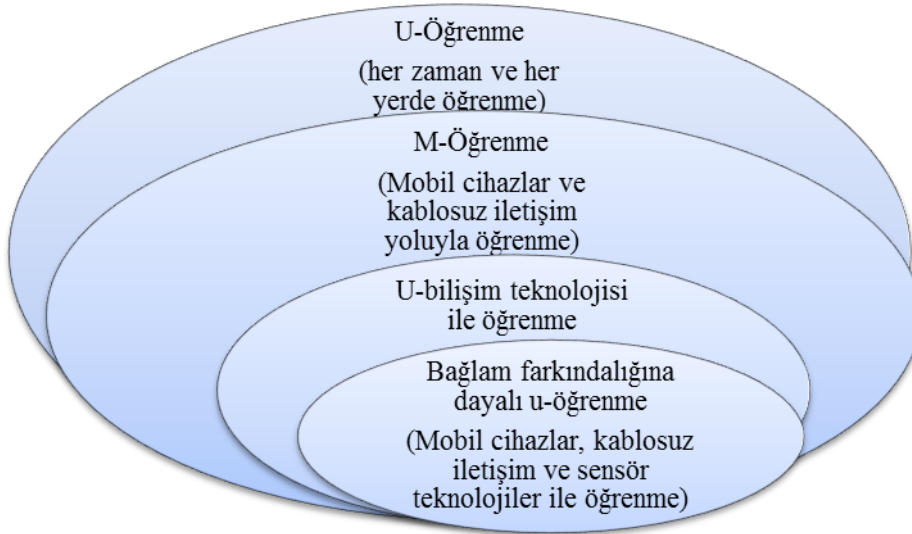 U-Öğrenme
(her zaman ve her
yerde öğrenme)
M-Öğrenme
(Mobil cihazlar ve
kablosuz iletişim
yoluyla öğrenme)
U-bilişim teknolojisi
ile öğrenme
Bağlam farkındalığına
dayalı u-öğrenme
(Mobil cihazlar, kablosuz
iletişim ve sensör
teknolojiler ile öğrenme)